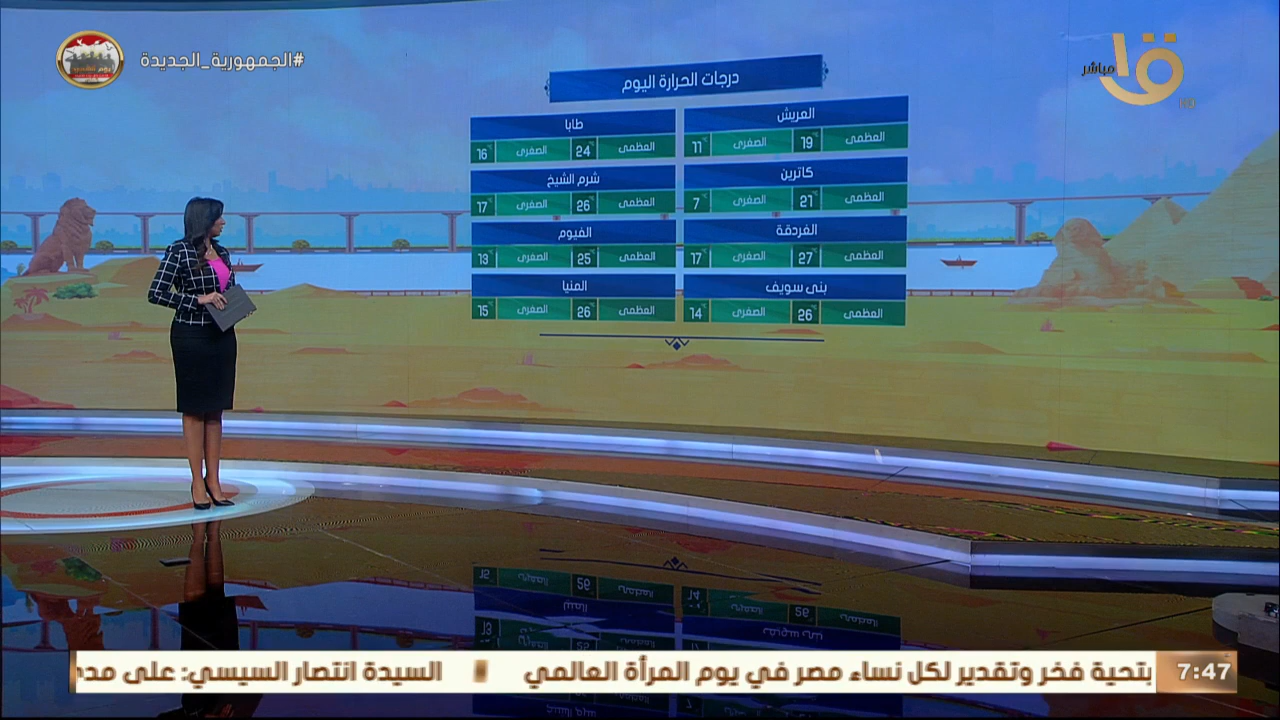 #الجمهورية_الجديدة
مباشر
درجات الحرارة اليوم
العريش
العظمى 19 الصغرى 11
طابا
العظمى 24 الصغرى 16
كاترين
العظمى 21 الصغرى 7
شرم الشيخ
العظمى 26 الصغرى 17
الغردقة
العظمى 27 الصغرى 17
الفيوم
العظمى 25 الصغرى 13
بنى سويف
العظمى 26 الصغرى 14
المنيا
العظمى 26 الصغرى 15
7:47 بتحية فخر وتقدير لكل نساء مصر في يوم المرأة العالمي السيدة انتصار السيسي: على مدى